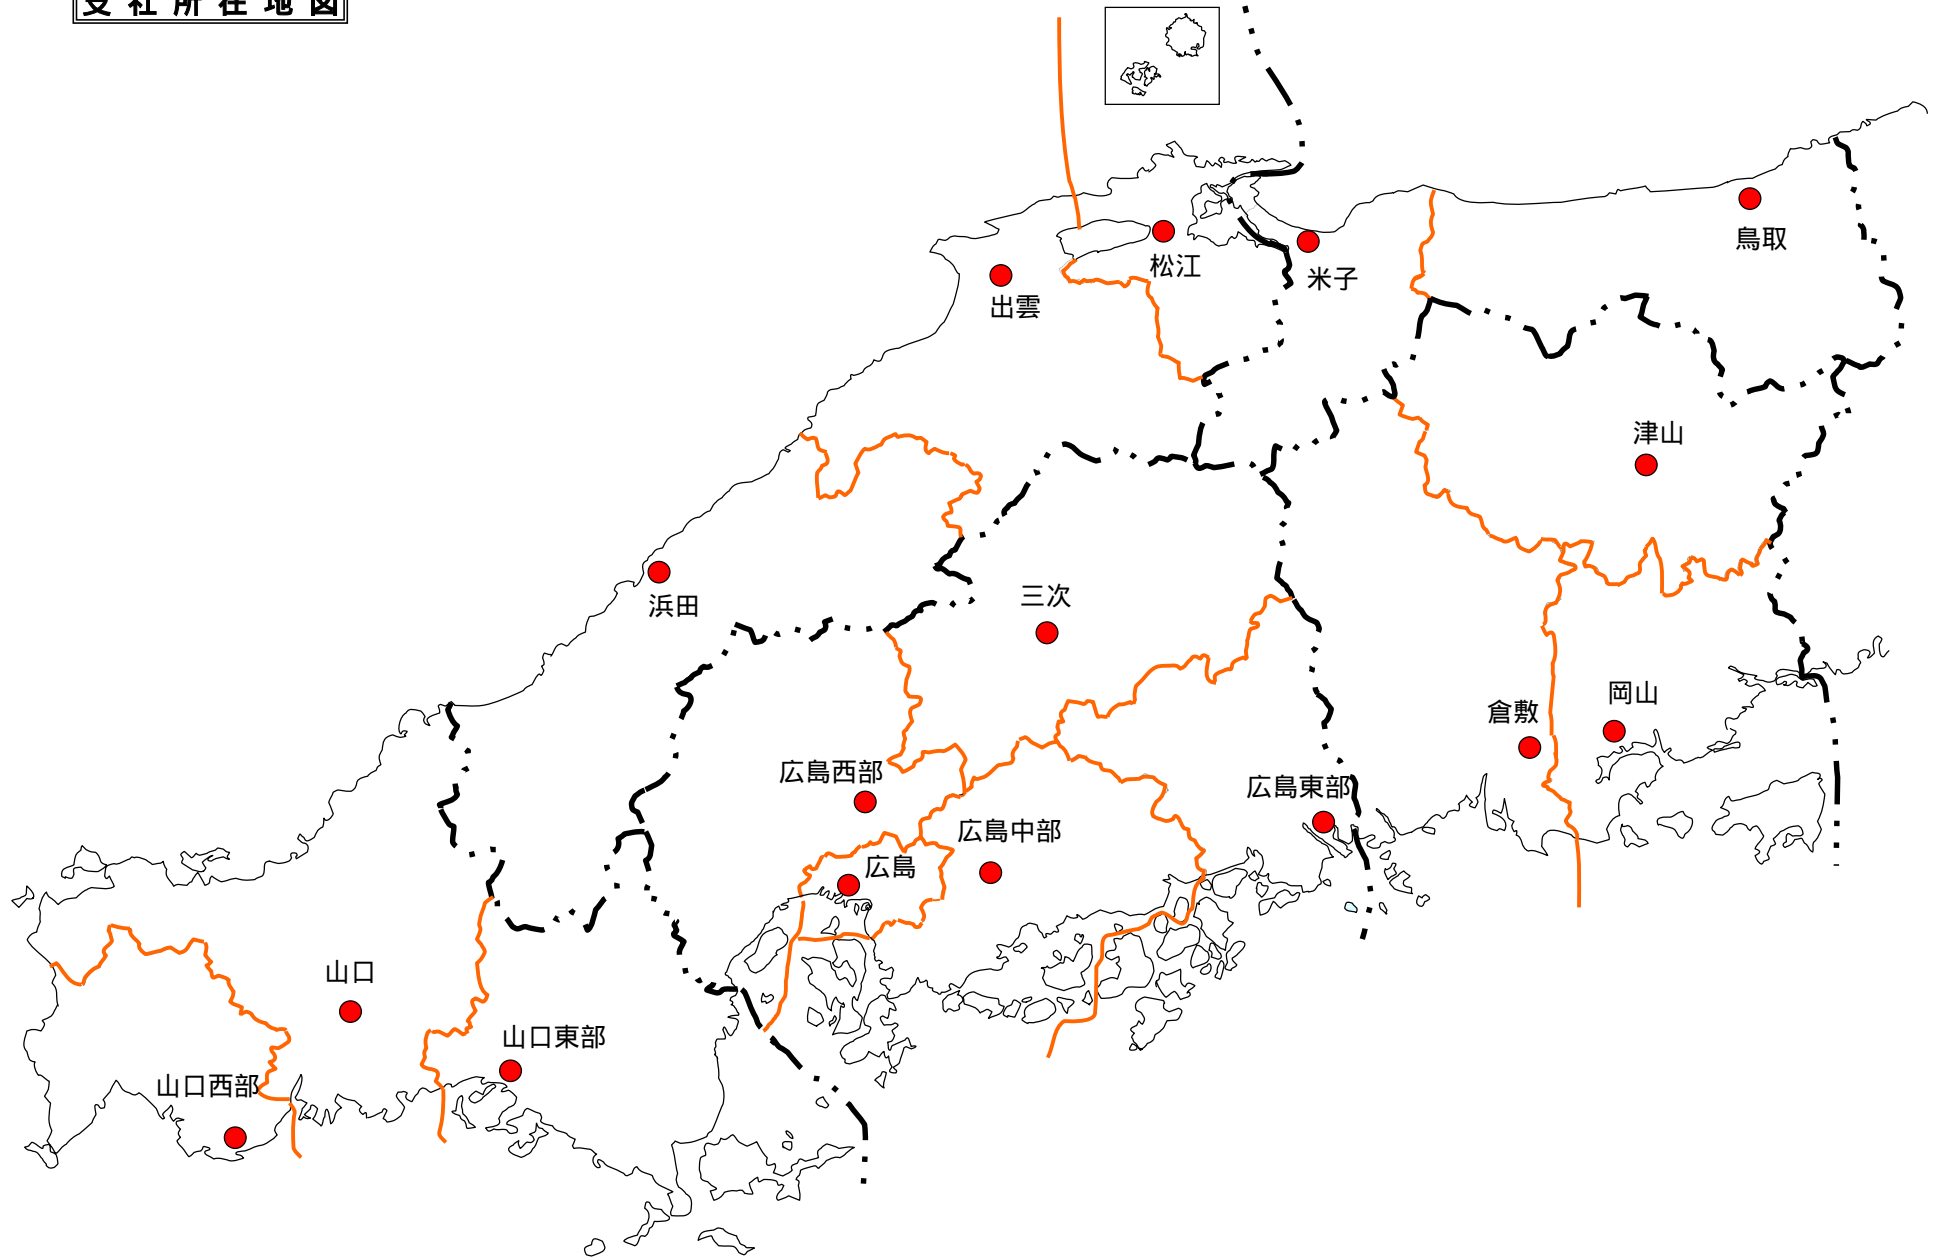 支社所在地図
鳥取
松江
米子
出雲
津山
三次
浜田
岡山
倉敷
広島西部
広島東部
広島中部
広島
山口
山口東部
山口西部